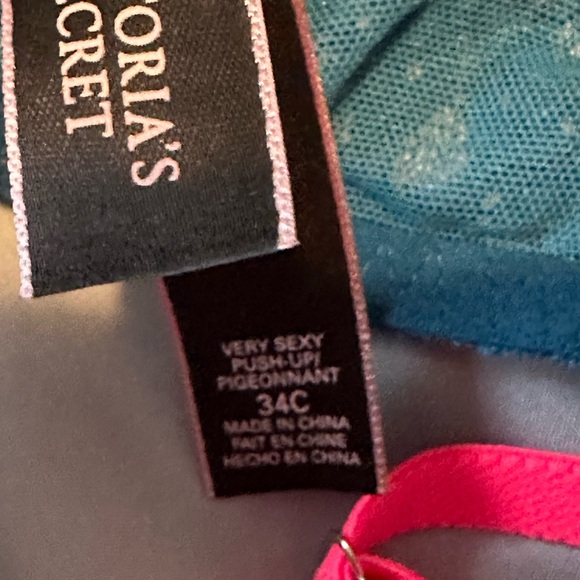 ORIA'S
CRET
VERY SEXY
PUSH-UP/
PIGEONNANT
34C
MADE IN CHINA
FAIT EN CHINE
HECHO EN CHINA